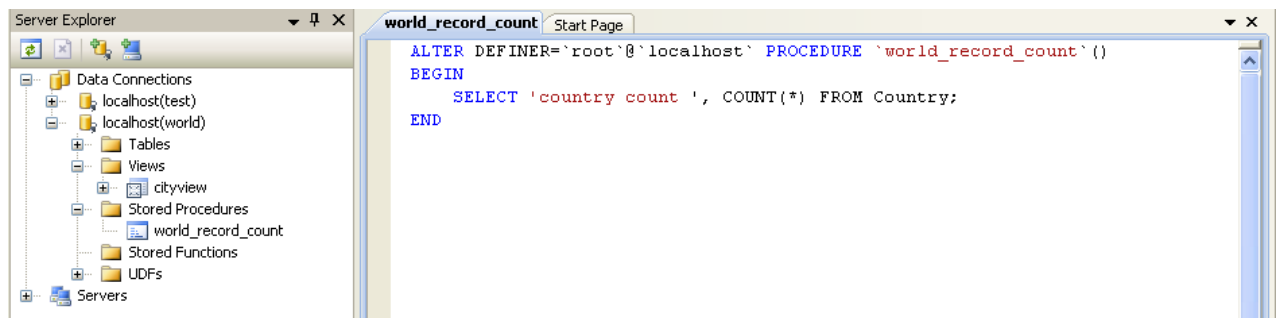 Server Explorer
Data Connections
localhost(test)
localhost(world)
Tables
Views
cityview
Stored Procedures
world_record_count
Stored Functions
UDFs
Servers
world_record_count Start Page
ALTER DEFINER=`root`@`localhost` PROCEDURE `world_record_count`()
BEGIN
SELECT 'country count ', COUNT(*) FROM Country;
END